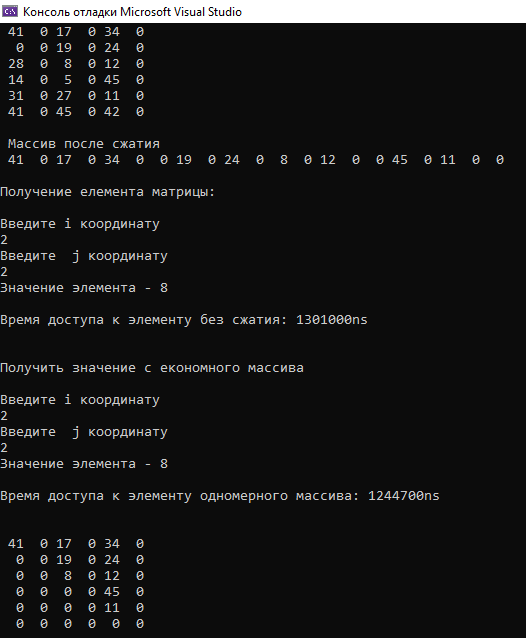 Консоль отладки Microsoft Visual Studio
41 0 17 0 34 0
0 0 19 0 24 0
28 0 8 0 12 0
14 0 5 0 45 0
31 0 27 0 11 0
41 0 45 0 42 0
Массив после сжатия
41 0 17 0 34 0 0 19 0 24 0 8 0 12 0 0 45 0 11 0 0
Получение елемента матрицы:
Введите i координату
2
Введите j координату
2
Значение элемента - 8
Время доступа к элементу без сжатия: 1301000ns
Получить значение с економного массива
Введите i координату
2
Введите j координату
2
Значение элемента - 8
Время доступа к элементу одномерного массива: 1244700ns
41 0 17 0 34 0
0 0 19 0 24 0
0 0 8 0 12 0
0 0 0 0 45 0
0 0 0 0 11 0
0 0 0 0 0 0